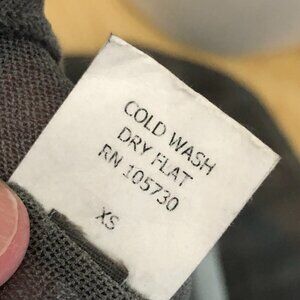 COLD WASH
DRY FLAT
RN 105730
XS